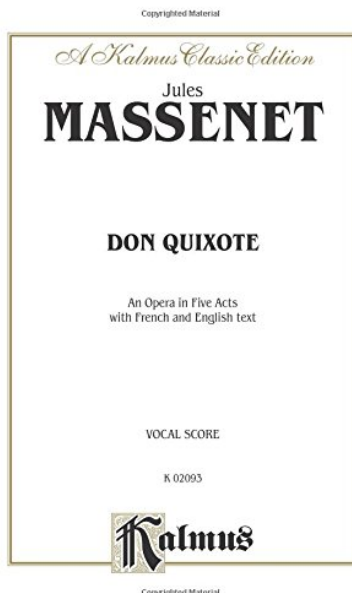 Copyrighted Material
A Kalmus Classic Edition
Jules
MASSENET
DON QUIXOTE
An Opera in Five Acts
with French and English text
VOCAL SCORE
K 02093
Kalmus
Copyrighted Material